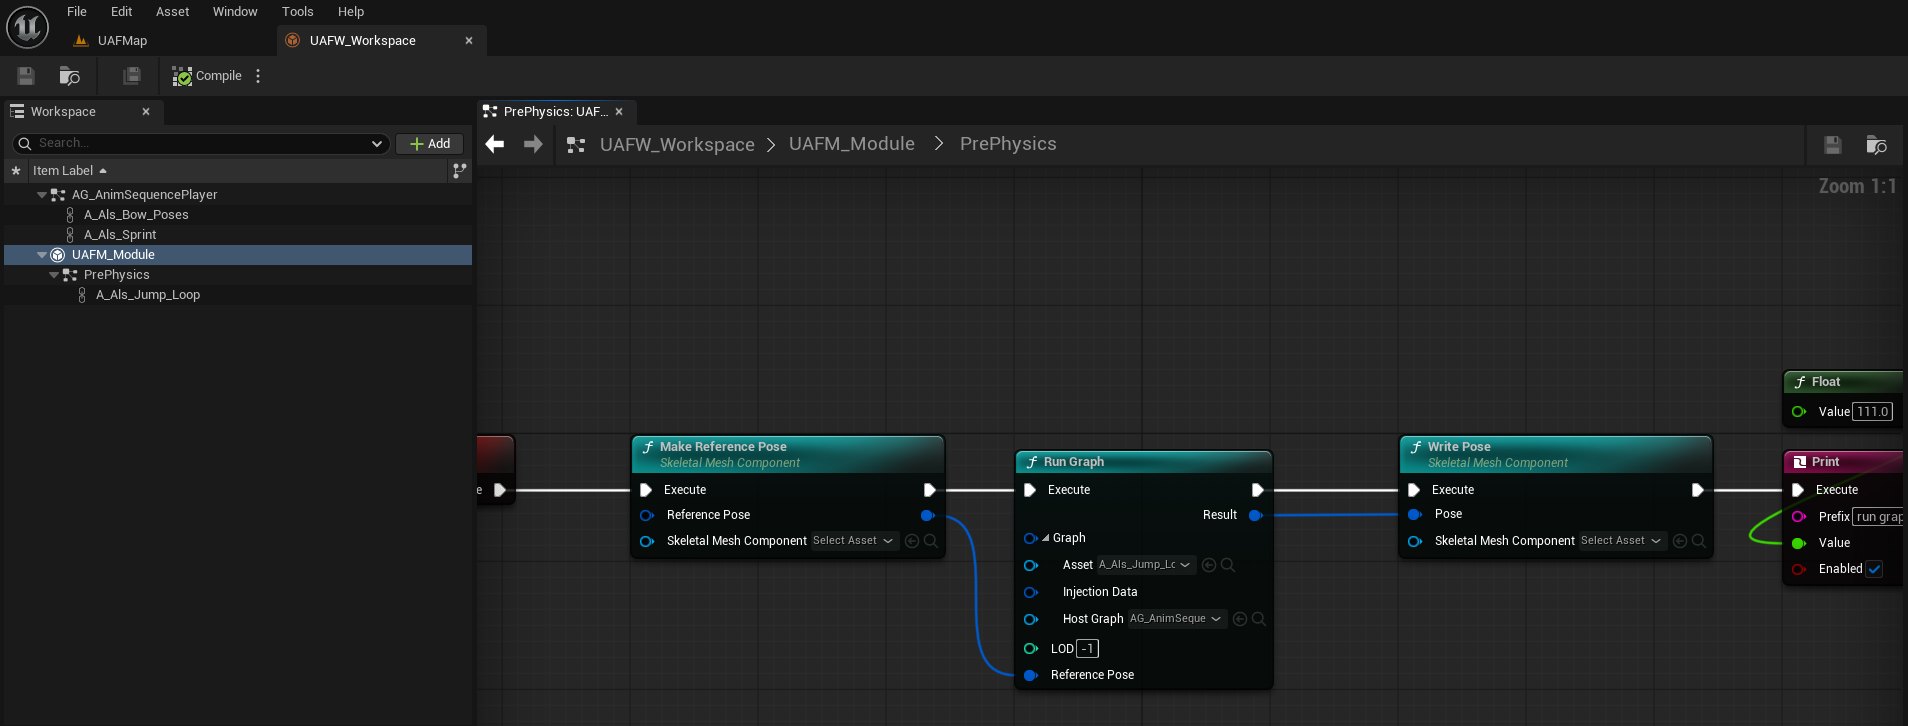 File Edit Asset Window Tools Help
UAFMap
UAFW_Workspace
Compile
Workspace
Search...
Add
Item Label
AG_AnimSequencePlayer
A_Als_Bow_Poses
A_Als_Sprint
UAFM_Module
PrePhysics
A_Als_Jump_Loop
PrePhysics: UAF...
UAFW_Workspace > UAFM_Module > PrePhysics
Zoom 1:1
e
Make Reference Pose
Skeletal Mesh Component
Execute
Reference Pose
Skeletal Mesh Component Select Asset
Run Graph
Execute
Result
Graph
Asset A_Als_Jump_Lc
Injection Data
Host Graph AG_AnimSeque
LOD -1
Reference Pose
Write Pose
Skeletal Mesh Component
Execute
Pose
Skeletal Mesh Component Select Asset
Float
Value 111.0
Print
Execute
Prefix run grap
Value
Enabled